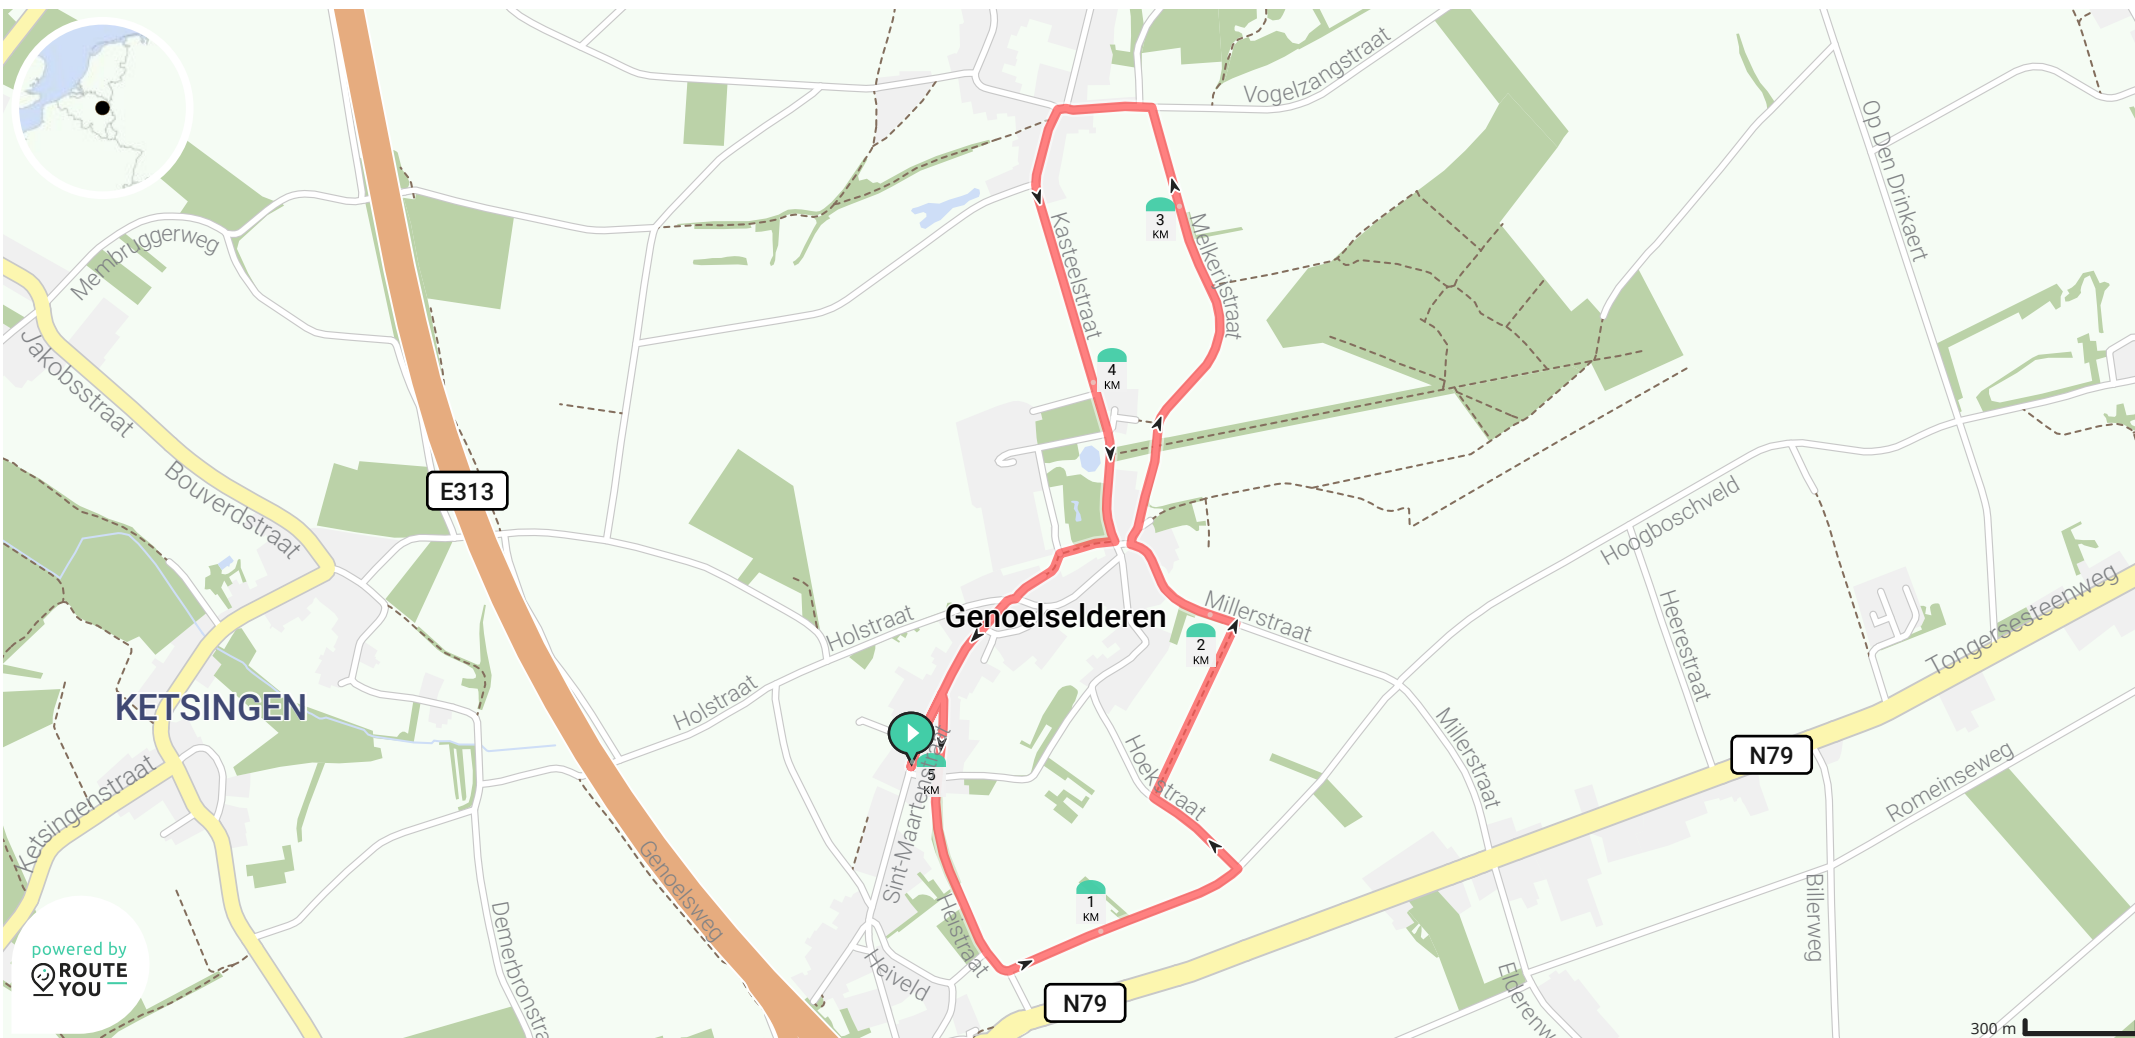 Vogelzangstraat
Op Den Drinkaert
Membruggerweg
3
KM
Melkerijstraat
Kasteelstraat
Jakobsstraat
4
KM
Bouverdstraat
E313
Hoogboschveld
Tongersesteenweg
Heerestraat
Millerstraat
Genoelselderen
Holstraat
2
KM
KETSINGEN
Holstraat
Millerstraat
Hoekstraat
N79
Romeinseweg
5
KM
Sint-Maartenstraat
Ketsingenstraat
Genoelsweg
1
KM
Billerweg
Heistraat
Demerbronstra
Heiveld
Elderenw
N79
powered by
ROUTE
YOU
300 m